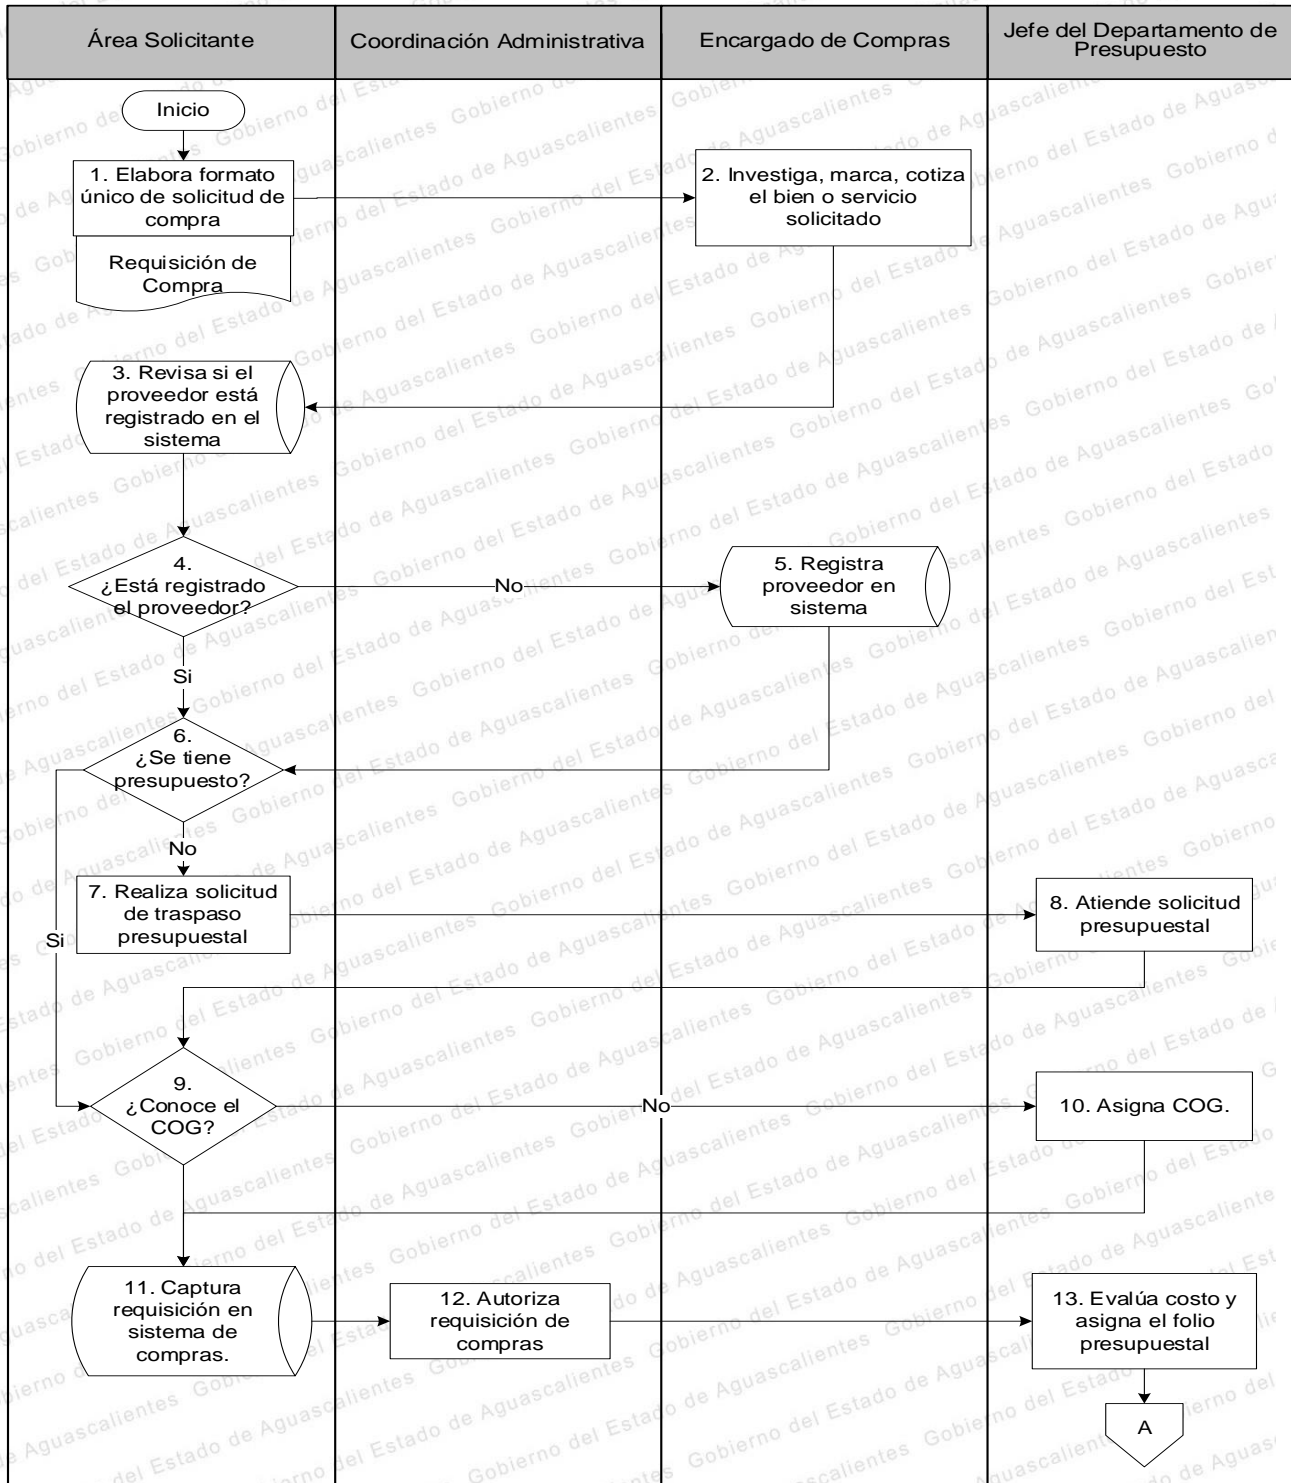 Área Solicitante
Coordinación Administrativa
Encargado de Compras
Jefe del Departamento de
Presupuesto
Inicio
1. Elabora formato
único de solicitud de
compra
Requisición de
Compra
2. Investiga, marca, cotiza
el bien o servicio
solicitado
3. Revisa si el
proveedor está
registrado en el
sistema
4.
¿Está registrado
el proveedor?
No
5. Registra
proveedor en
sistema
Si
6.
¿Se tiene
presupuesto?
No
7. Realiza solicitud
de traspaso
presupuestal
8. Atiende solicitud
presupuestal
Si
9.
¿Conoce el
COG?
No
10. Asigna COG.
11. Captura
requisición en
sistema de
compras.
12. Autoriza
requisición de
compras
13. Evalúa costo y
asigna el folio
presupuestal
A
Gobierno del Estado de Aguascalientes